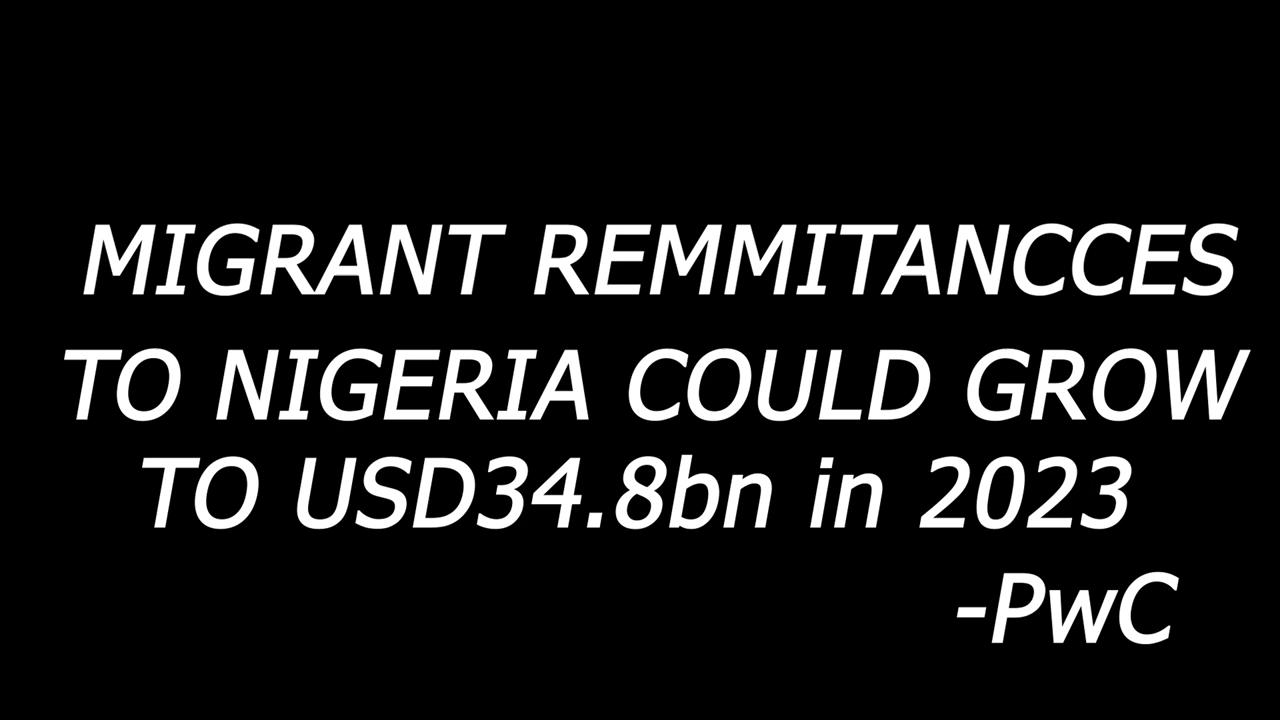 MIGRANT REMMITANCCES
TO NIGERIA COULD GROW
TO USD34.8bn in 2023
-PwC